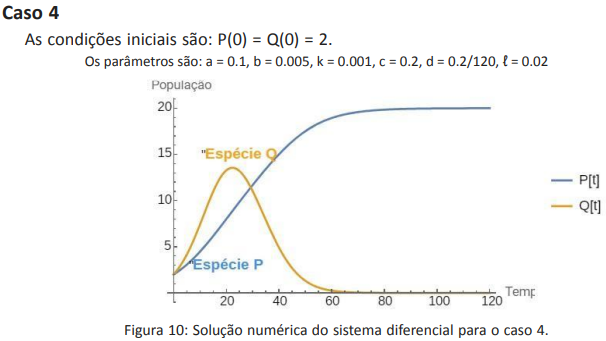 Caso 4
As condições iniciais são: P(0) = Q(0) = 2.
Os parâmetros são: a = 0.1, b = 0.005, k = 0.001, c = 0.2, d = 0.2/120, ℓ = 0.02
População
20
15
"Espécie Q
P[t]
10
Q[t]
5
"Espécie P
Temp
20 40 60 80 100 120
Figura 10: Solução numérica do sistema diferencial para o caso 4.